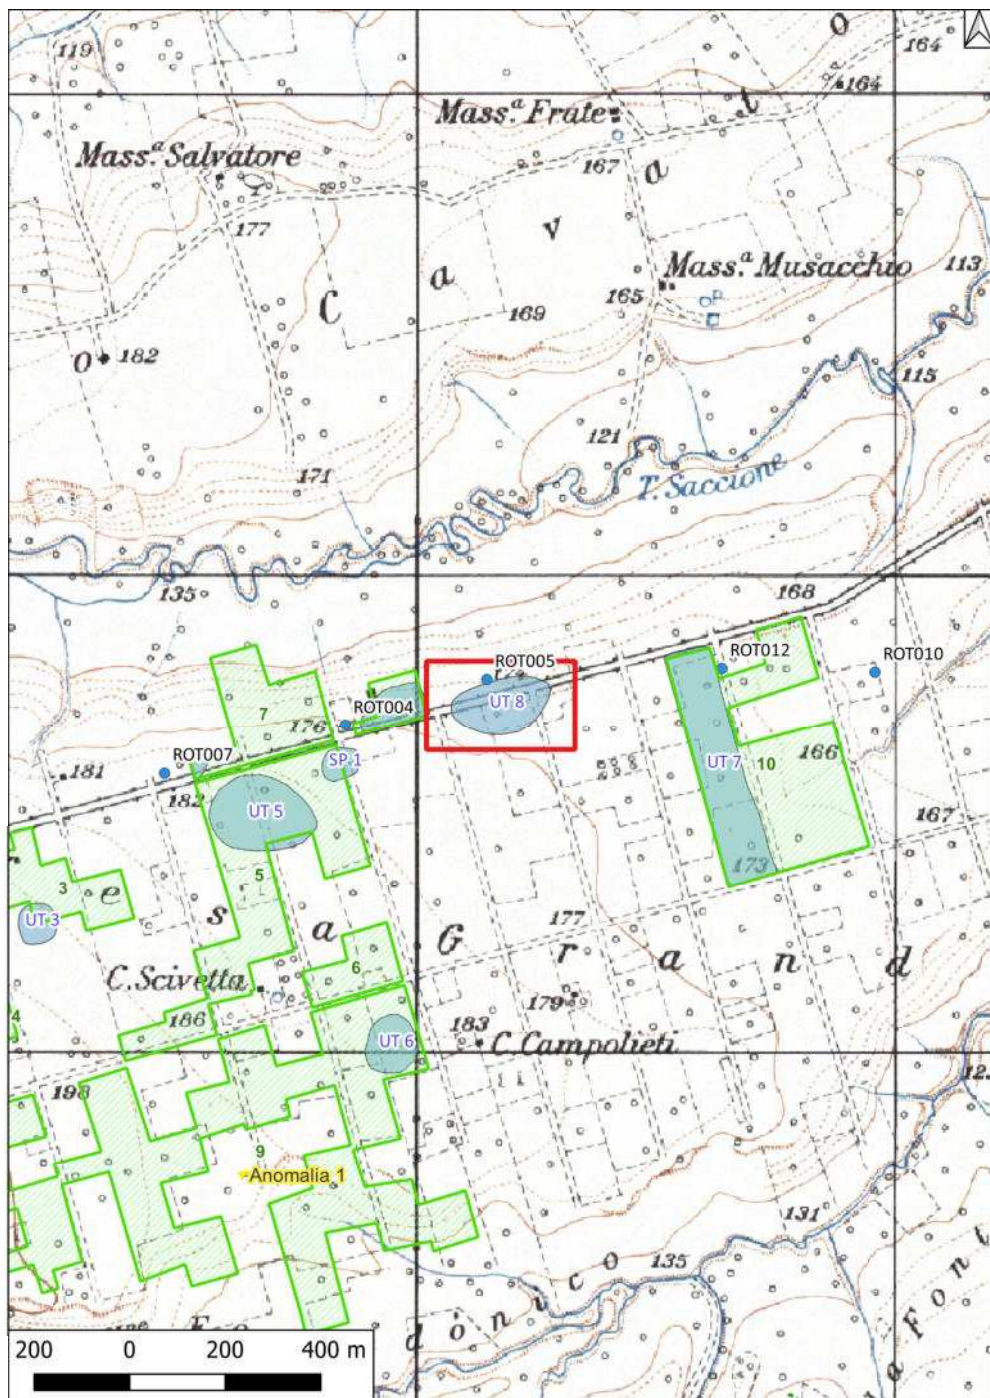 119
164
164
Mass.ª Frate
Mass.ª Salvatore
167
177
Mass.ª Musacchio
113
165
C a v a t o
169
182
O
115
121
171
T. Saccione
135
168
ROT012
ROT005
ROT010
7
ROT004
176
UT 8
ROT007
SP 1
181
UT 7
10
166
182
UT 5
167
173
3
e
5
UT 3
s
177
a
G r a n d
6
C. Scivetta
179
4
186
183
UT 6
C. Campolieti
12
198
9
-Anomalia 1
131
135
d o n i c o
a Font
200 0 200 400 m